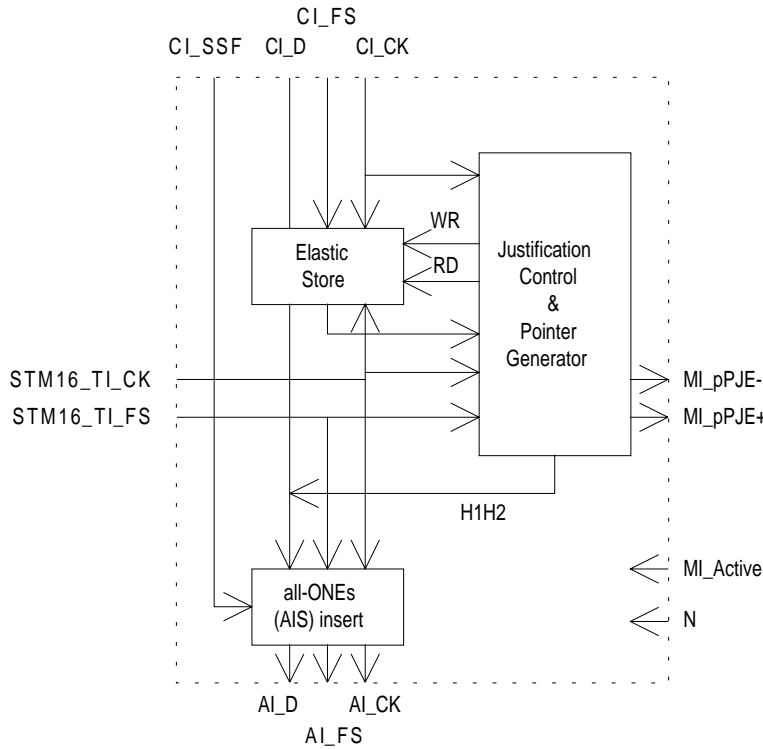 CI_FS
CI_SSF CI_D CI_CK
WR
Elastic
Store
RD
Justification
Control
&
Pointer
Generator
STM16_TI_CK
MI_pPJE-
STM16_TI_FS
MI_pPJE+
H1H2
all-ONEs
(AIS) insert
MI_Active
N
AI_D AI_CK
AI_FS